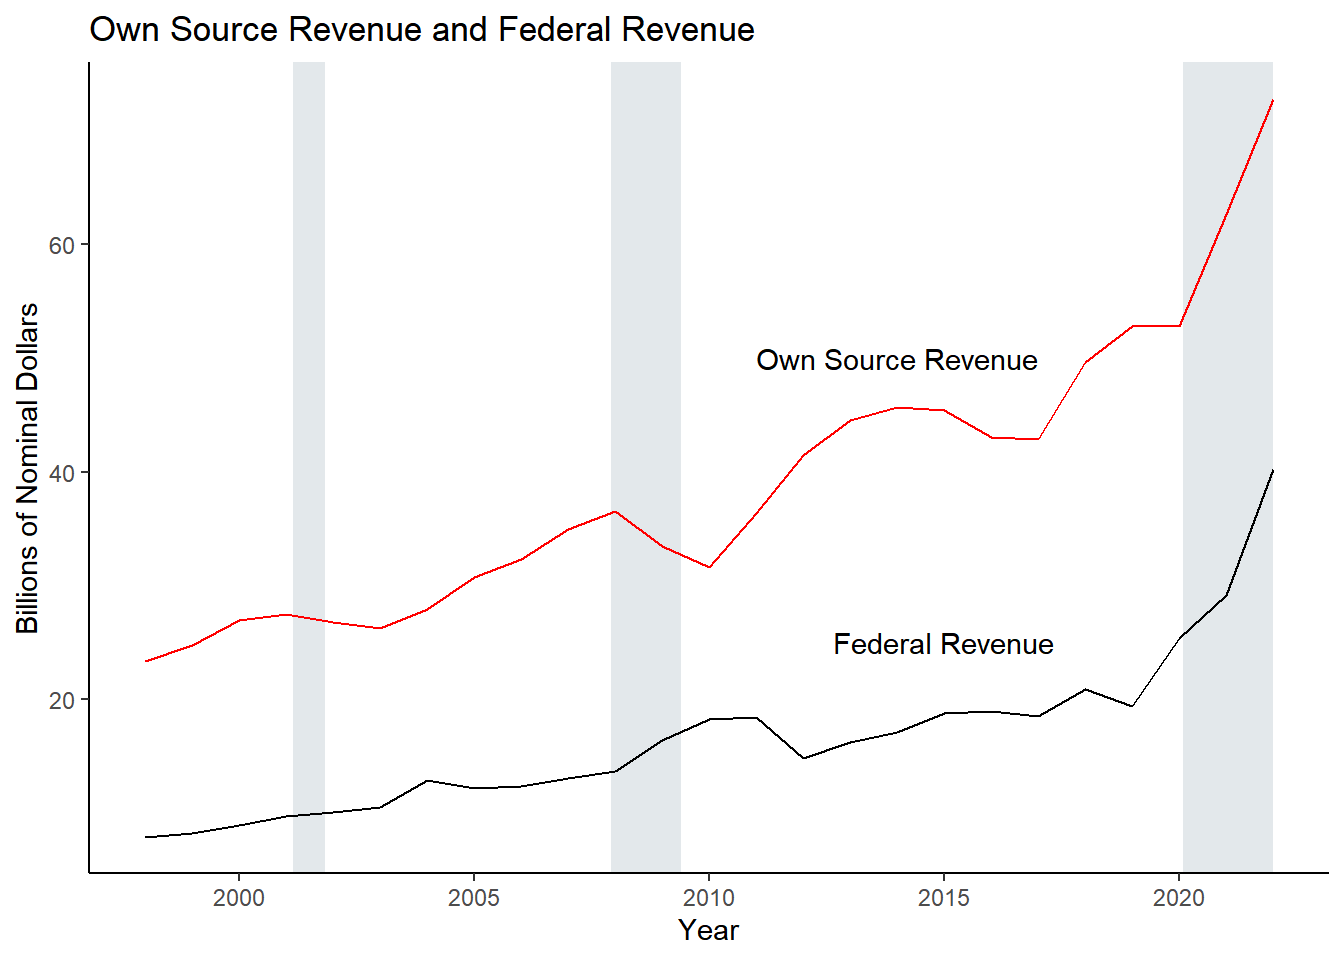 Own Source Revenue and Federal Revenue
Billions of Nominal Dollars
60
40
20
Own Source Revenue
Federal Revenue
2000
2005
2010
2015
2020
Year